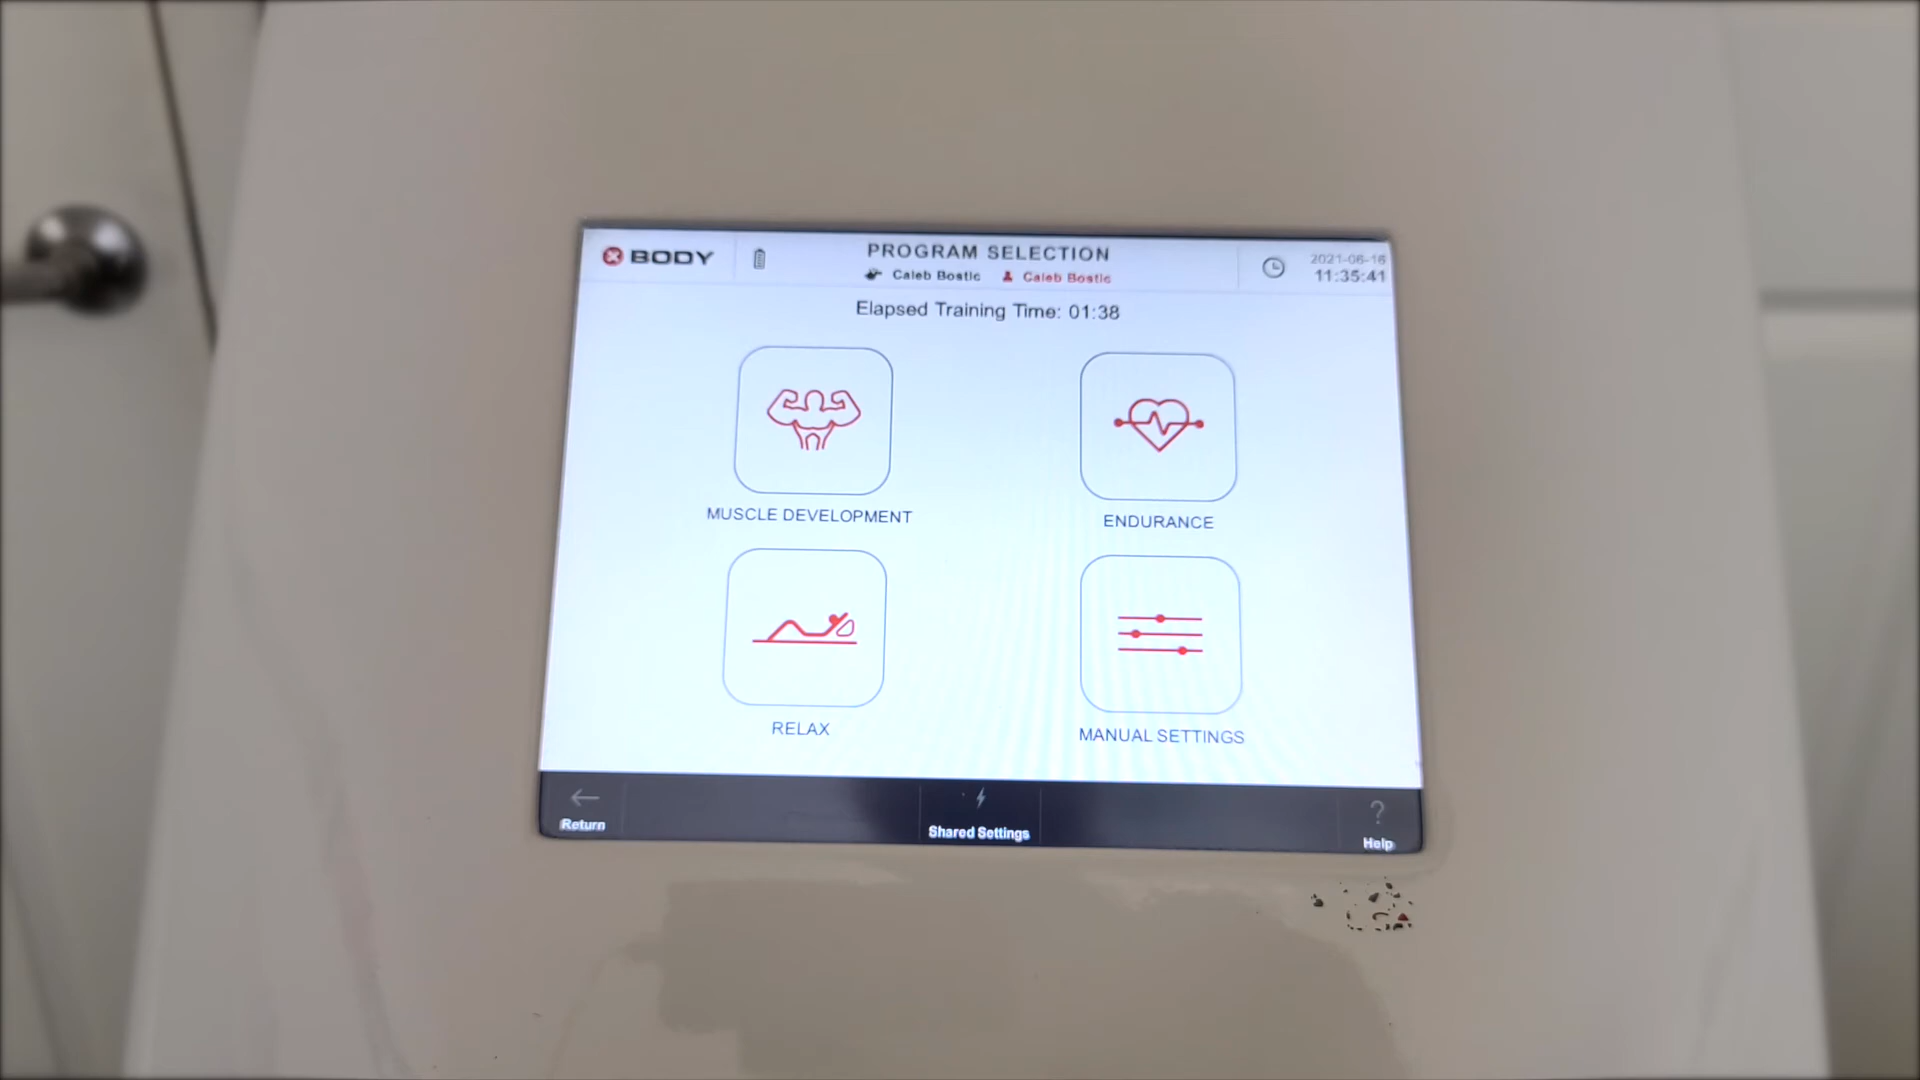 XBODY
PROGRAM SELECTION
Caleb Bostic Caleb Bostic
2021-06-16
11:35:41
Elapsed Training Time: 01:38
MUSCLE DEVELOPMENT
ENDURANCE
RELAX
MANUAL SETTINGS
Return
Shared Settings
?
Help